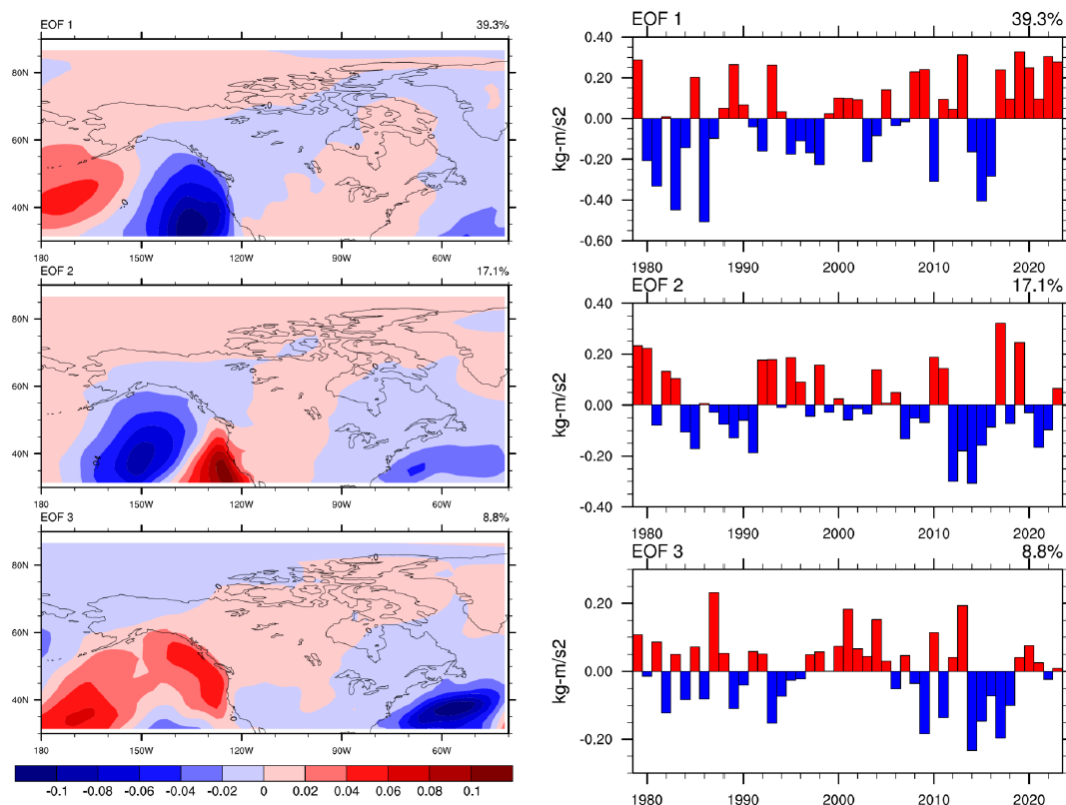 EOF 1 39.3%
80N
60N
40N
180 150W 120W 90W 60W
EOF 2 17.1%
80N
60N
40N
180 150W 120W 90W 60W
EOF 3 8.8%
80N
60N
40N
180 150W 120W 90W 60W
-0.1 -0.08 -0.06 -0.04 -0.02 0 0.02 0.04 0.06 0.08 0.1
EOF 1 39.3%
0.40
0.20
0.00
-0.20
-0.40
-0.60
kg-m/s2
1980 1990 2000 2010 2020
EOF 2 17.1%
0.40
0.20
0.00
-0.20
-0.40
kg-m/s2
1980 1990 2000 2010 2020
EOF 3 8.8%
0.20
0.00
-0.20
kg-m/s2
1980 1990 2000 2010 2020